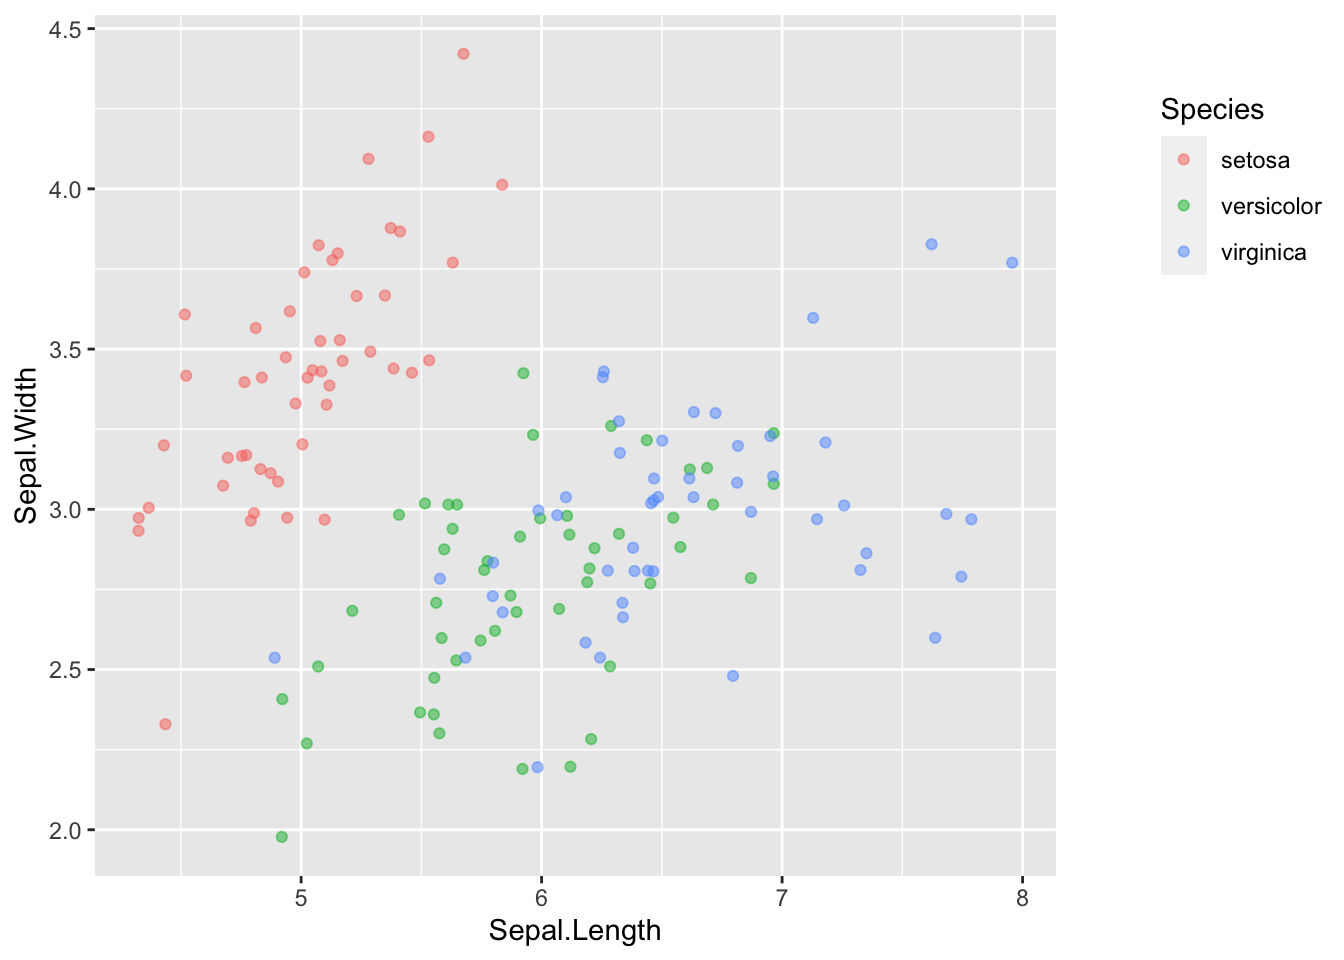 4.5
4.0
3.5
3.0
2.5
2.0
Sepal.Width
5 6 7 8
Sepal.Length
Species
setosa
versicolor
virginica